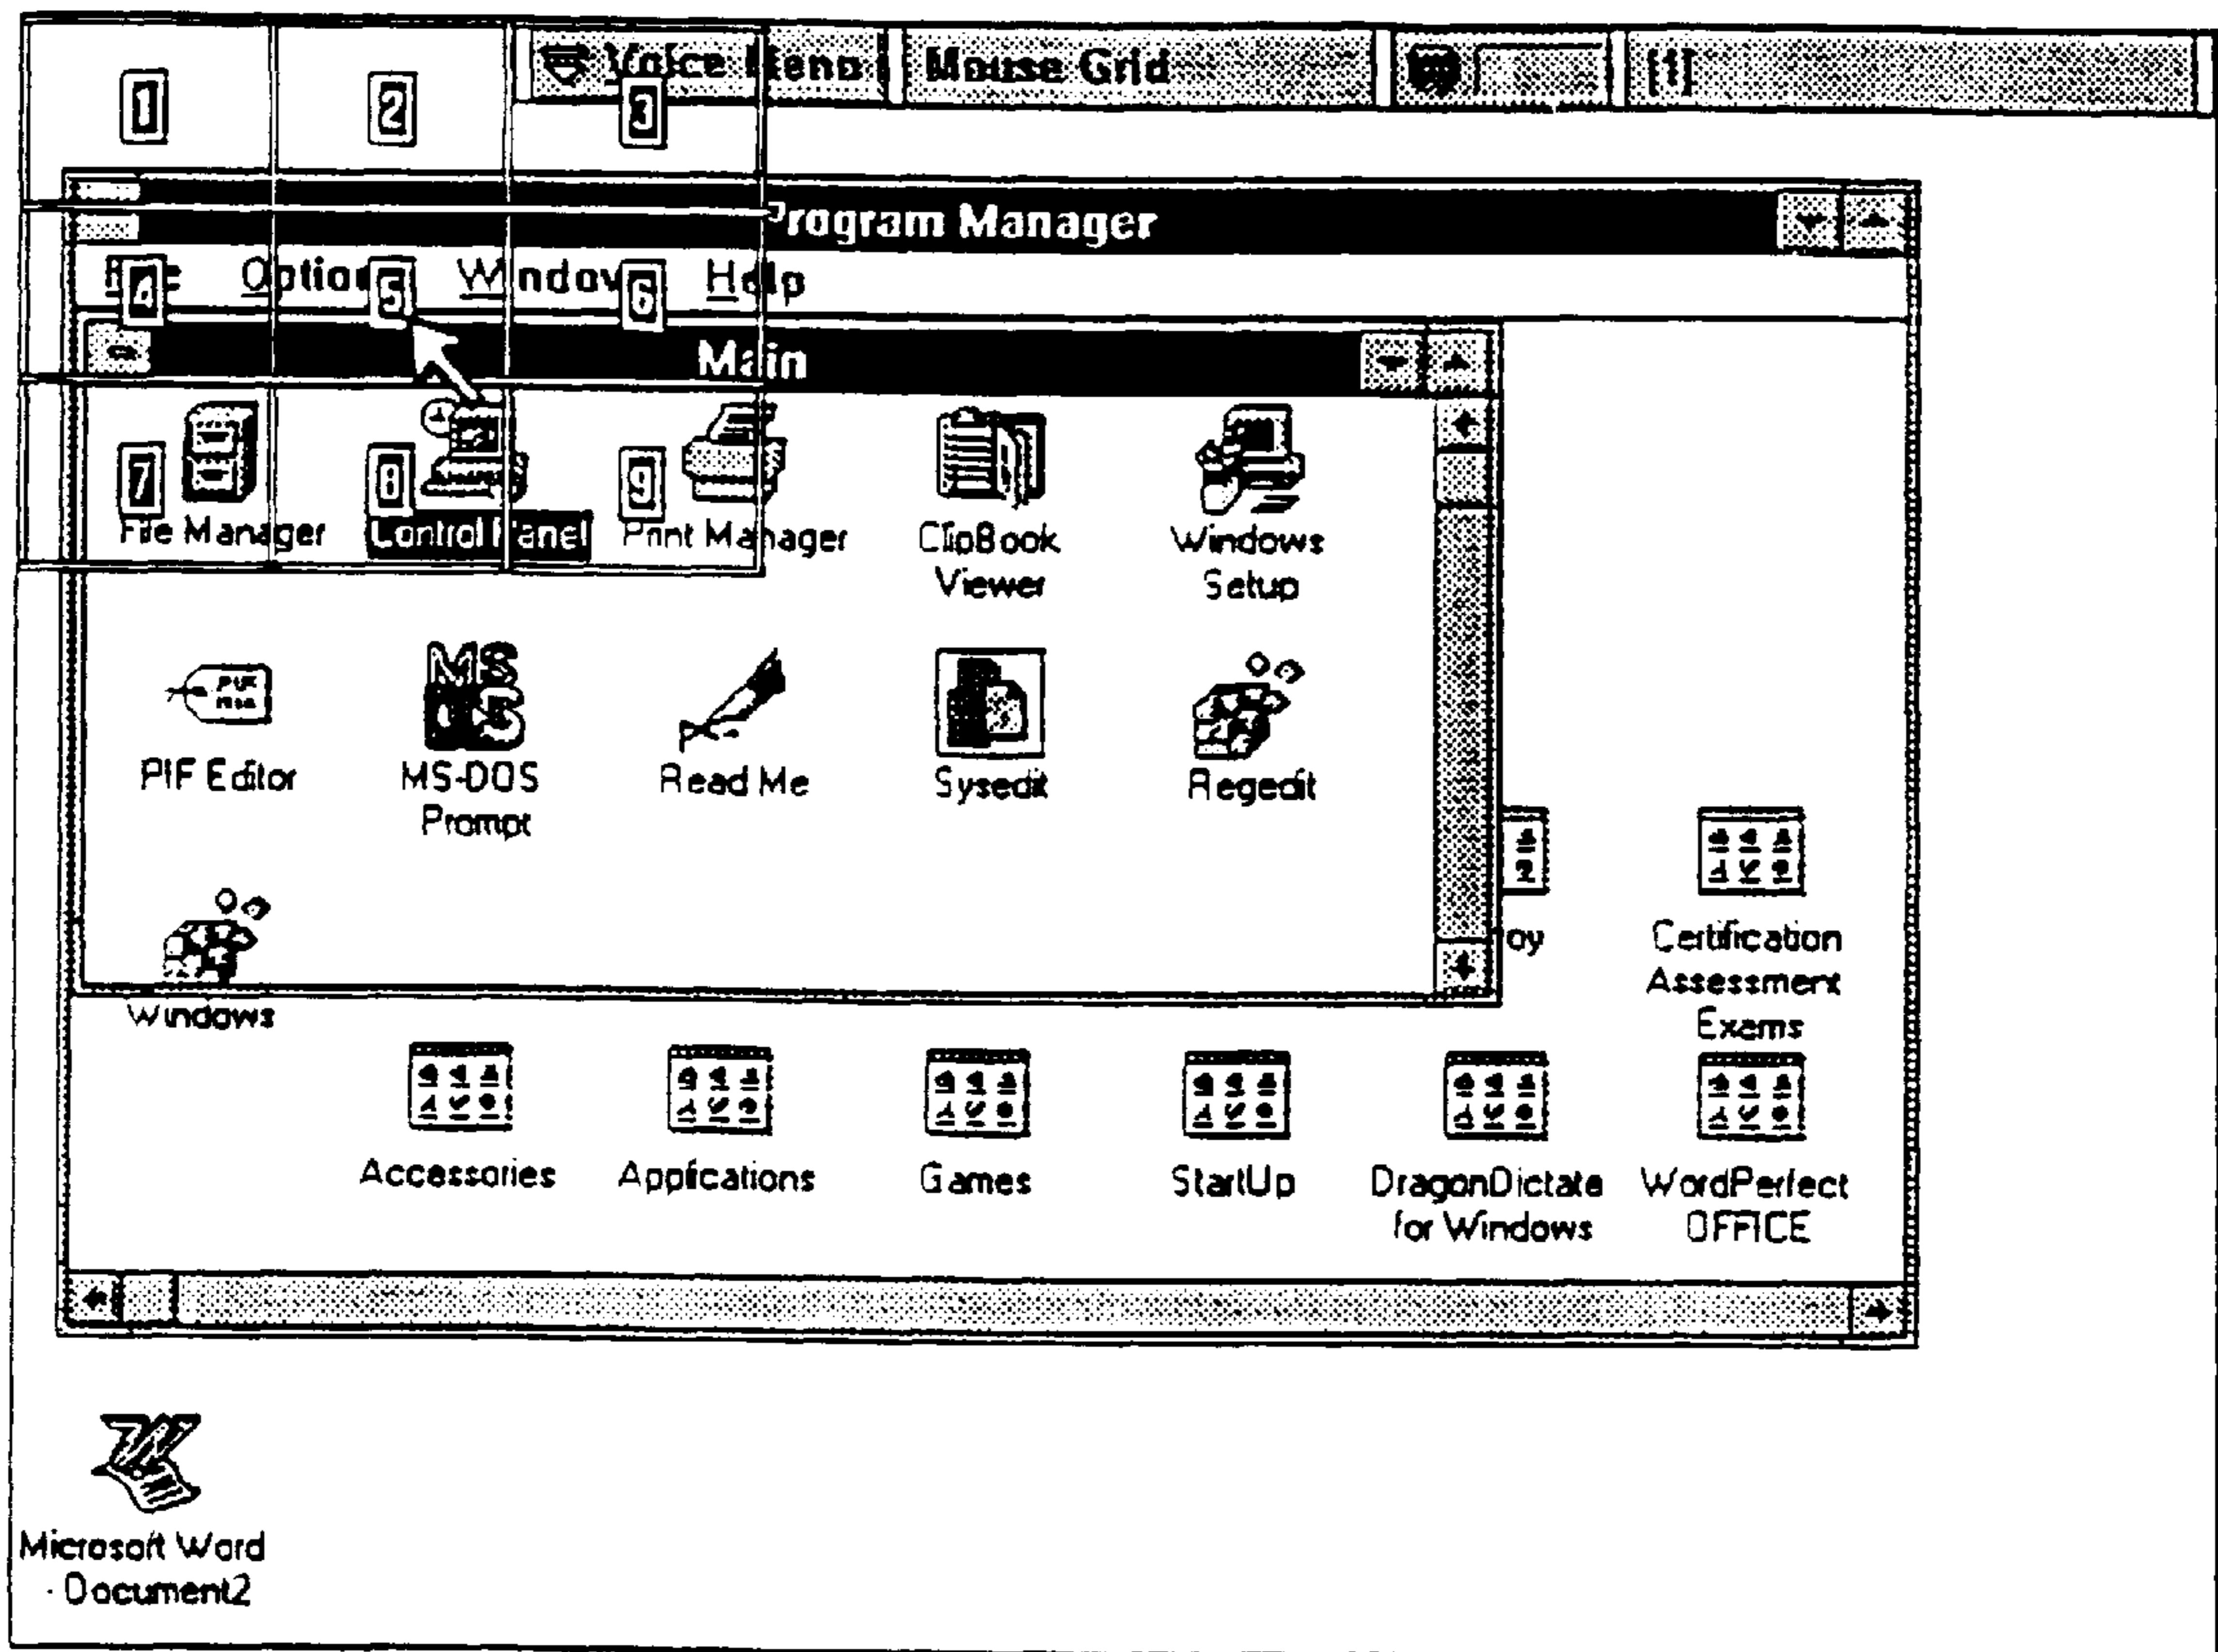 Voice Menu Mouse Grid [1]
1 2 3
Program Manager
Options Window Help
4 5 6
Main
7 8 9
File Manager Control Panel Print Manager ClipBook Windows
Viewer Setup
MS
PIF Editor MS-DOS Read Me Sysedit Regedit
Prompt
oy Certification
Assessment
Windows Exams
Accessories Applications Games StartUp DragonDictate WordPerfect
for Windows OFFICE
Microsoft Word
- Document2